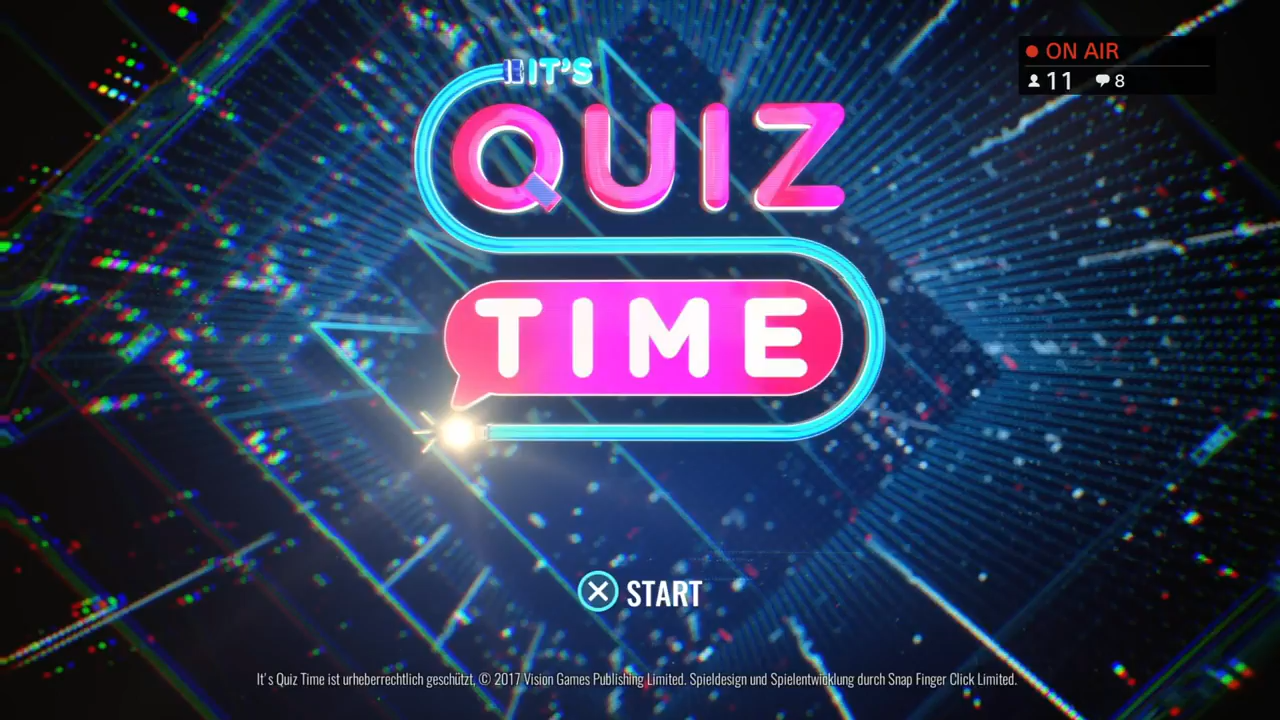 IT'S
QUIZ
TIME
ON AIR
11 8
START
It's Quiz Time ist urheberrechtlich geschützt, © 2017 Vision Games Publishing Limited. Spieldesign und Spielentwicklung durch Snap Finger Click Limited.